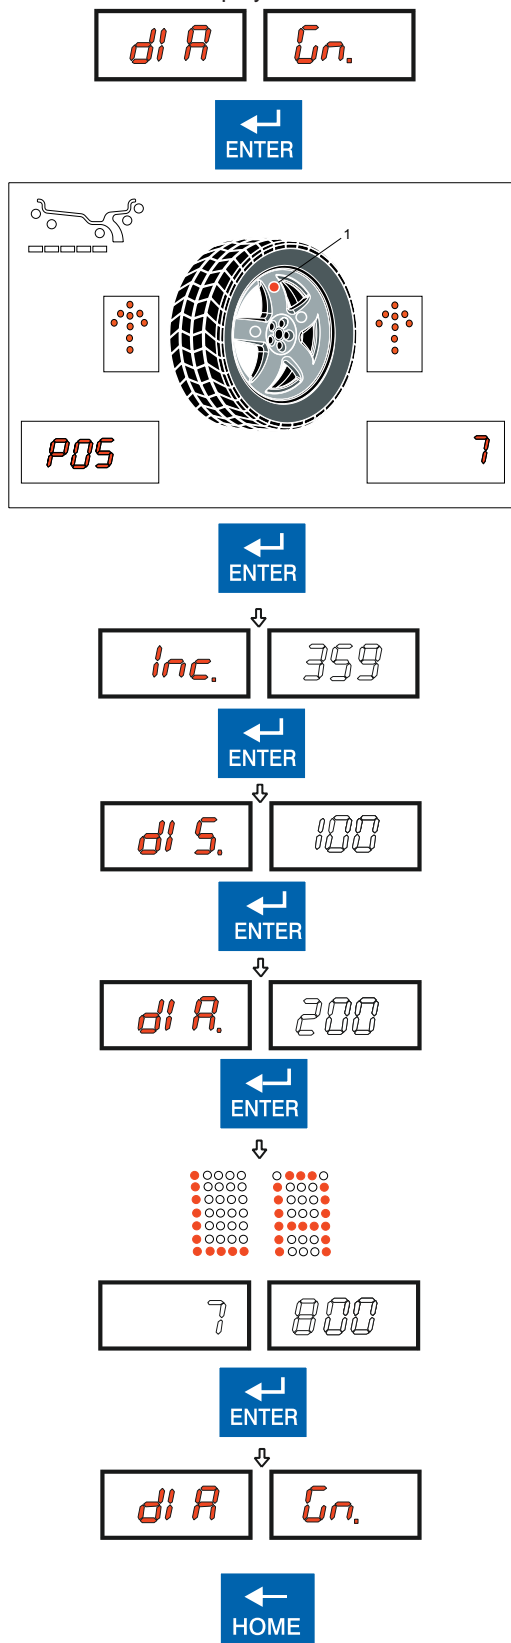 dI A Gn.
ENTER
1
POS 7
ENTER
Inc. 359
ENTER
dI S. 100
ENTER
dI A. 200
ENTER
L A
7 800
ENTER
dI A Gn.
HOME